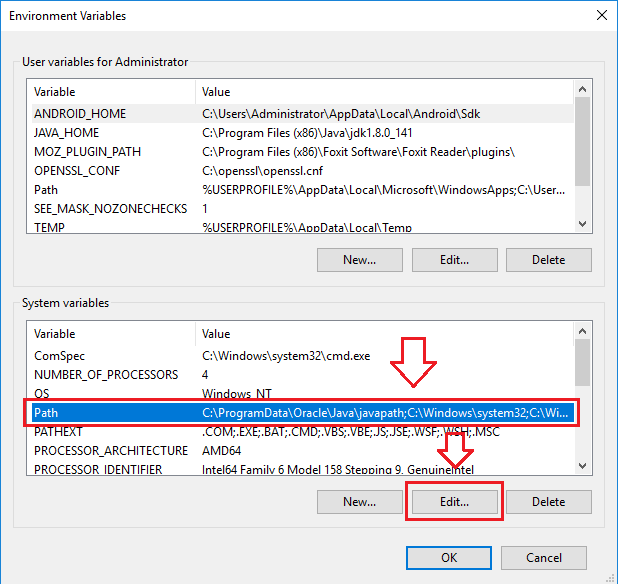 Environment Variables
User variables for Administrator
Variable Value
ANDROID_HOME C:\Users\Administrator\AppData\Local\Android\Sdk
JAVA_HOME C:\Program Files (x86)\Java\jdk1.8.0_141
MOZ_PLUGIN_PATH C:\Program Files (x86)\Foxit Software\Foxit Reader\plugins\
OPENSSL_CONF C:\openssl\openssl.cnf
Path %USERPROFILE%\AppData\Local\Microsoft\WindowsApps;C:\User...
SEE_MASK_NOZONECHECKS 1
TEMP %USERPROFILE%\AppData\Local\Temp
New... Edit... Delete
System variables
Variable Value
ComSpec C:\Windows\system32\cmd.exe
NUMBER_OF_PROCESSORS 4
OS Windows_NT
Path C:\ProgramData\Oracle\Java\javapath;C:\Windows\system32;C:\Wi...
PATHEXT .COM;.EXE;.BAT;.CMD;.VBS;.VBE;.JS;.JSE;.WSF;.WSH;.MSC
PROCESSOR_ARCHITECTURE AMD64
PROCESSOR_IDENTIFIER Intel64 Family 6 Model 158 Stepping 9, GenuineIntel
New... Edit... Delete
OK Cancel